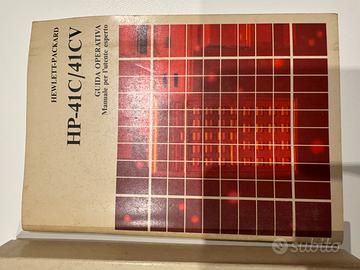 HEWLETT-PACKARD
HP-41C/41CV
GUIDA OPERATIVA
Manuale per l'utente esperto
subito